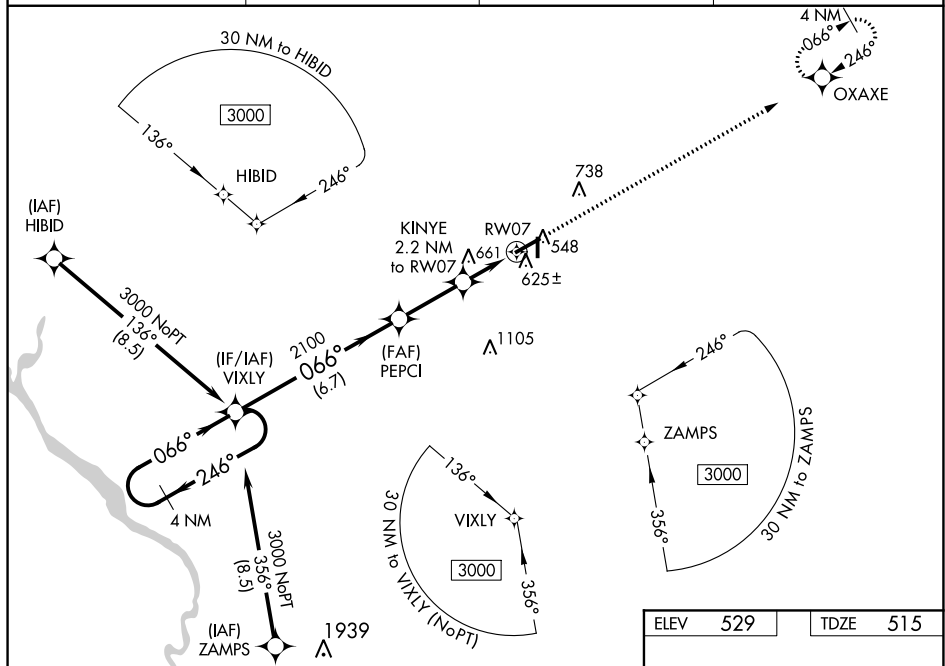 4 NM
066°
246°
OXAXE
30 NM to HIBID
3000
136°
HIBID
246°
738
(IAF)
HIBID
KINYE
2.2 NM
to RW07
RW07
661
548
625±
3000 NoPT
136°
(8.5)
2100
066°
(6.7)
(FAF)
PEPCI
1105
(IF/IAF)
VIXLY
066°
246°
4 NM
246°
ZAMPS
3000
356°
30 NM to ZAMPS
136°
VIXLY
3000
356°
30 NM to VIXLY (NoPT)
3000 NoPT
356°
(8.5)
(IAF)
ZAMPS
1939
ELEV 529
TDZE 515